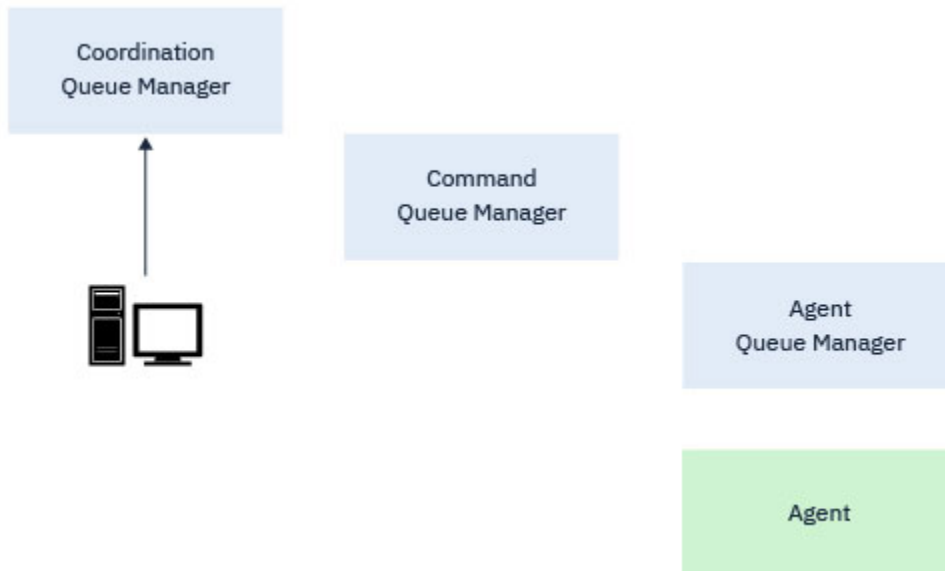 Coordination
Queue Manager
Command
Queue Manager
Agent
Queue Manager
Agent